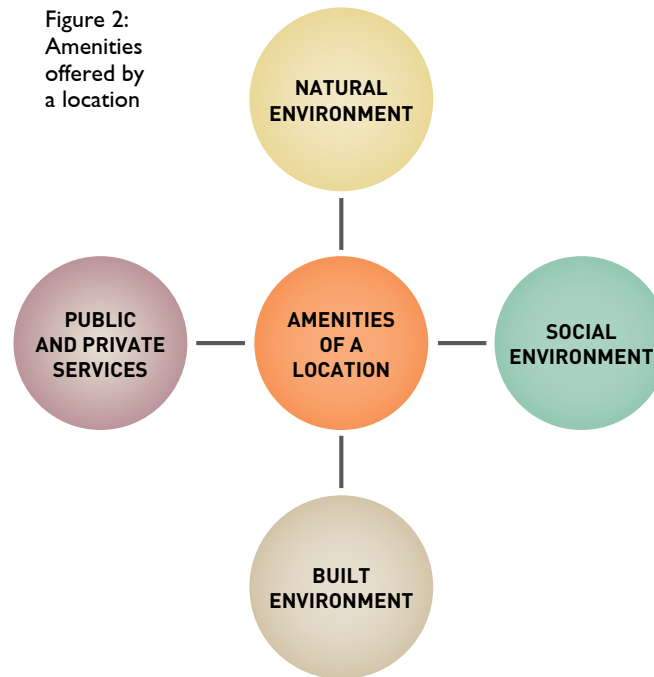 Figure 2:
Amenities
offered by
a location
NATURAL
ENVIRONMENT
PUBLIC
AND PRIVATE
SERVICES
AMENITIES
OF A
LOCATION
SOCIAL
ENVIRONMENT
BUILT
ENVIRONMENT